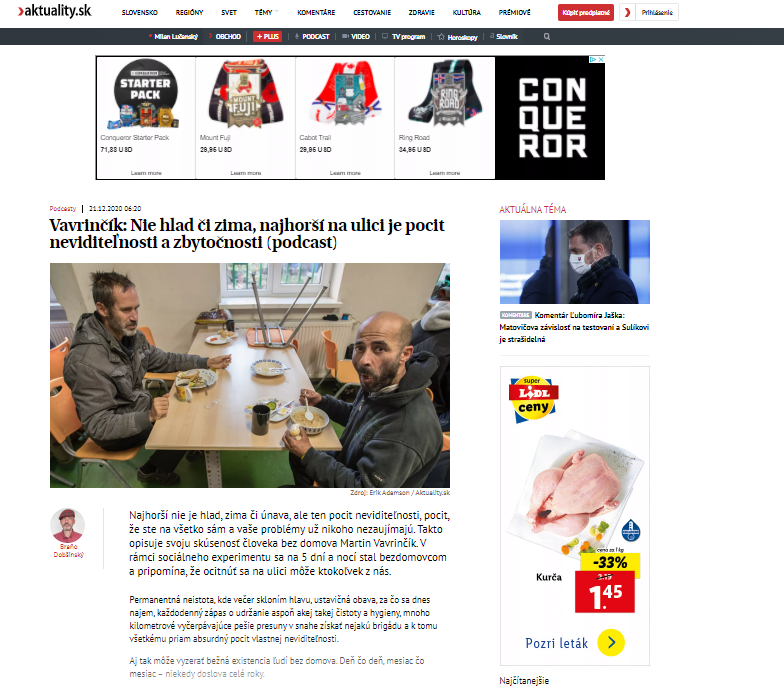 aktuality.sk
SLOVENSKO REGIÓNY SVET TÉMY KOMENTÁRE CESTOVANIE ZDRAVIE KULTÚRA PRÉMIOVÉ
Kúpiť predplatné
Prihlásenie
Milan Lučanský OBCHOD + PLUS PODCAST VIDEO TV program Horoskopy Slovník
CONQUEROR
STARTER
PACK
MOUNT
FUJI
RING
ROAD
Conqueror Starter Pack Mount Fuji Cabot Trail Ring Road
71,88 USD 29,95 USD 29,95 USD 34,95 USD
Learn more Learn more Learn more Learn more
CON
QUE
ROR
Podcasty | 21.12.2020 06:20
Vavrinčík: Nie hlad či zima, najhorší na ulici je pocit
neviditeľnosti a zbytočnosti (podcast)
Zdroj: Erik Adamson / Aktuality.sk
Braňo
Dobšinský
Najhorší nie je hlad, zima či únava, ale ten pocit neviditeľnosti, pocit,
že ste na všetko sám a vaše problémy už nikoho nezaujímajú. Takto
opisuje svoju skúsenosť človeka bez domova Martin Vavrinčík. V
rámci sociálneho experimentu sa na 5 dní a nocí stal bezdomovcom
a pripomína, že ocitnúť sa na ulici môže ktokoľvek z nás.
Permanentná neistota, kde večer skloním hlavu, ustavičná obava, za čo sa dnes
najem, každodenný zápas o udržanie aspoň akej takej čistoty a hygieny, mnoho
kilometrové vyčerpávajúce pešie presuny v snahe získať nejakú brigádu a k tomu
všetkému priam absurdný pocit vlastnej neviditeľnosti.
Aj tak môže vyzerať bežná existencia ľudí bez domova. Deň čo deň, mesiac čo
mesiac – niekedy doslova celé roky.
AKTUÁLNA TÉMA
KOMENTÁRE Komentár Ľubomíra Jaška:
Matovičova závislosť na testovaní a Sulíkovi
je strašidelná
super
LIDL
ceny
cena za 1 kg
-33%
Kurča
1.45
Pozri leták
Najčítanejšie